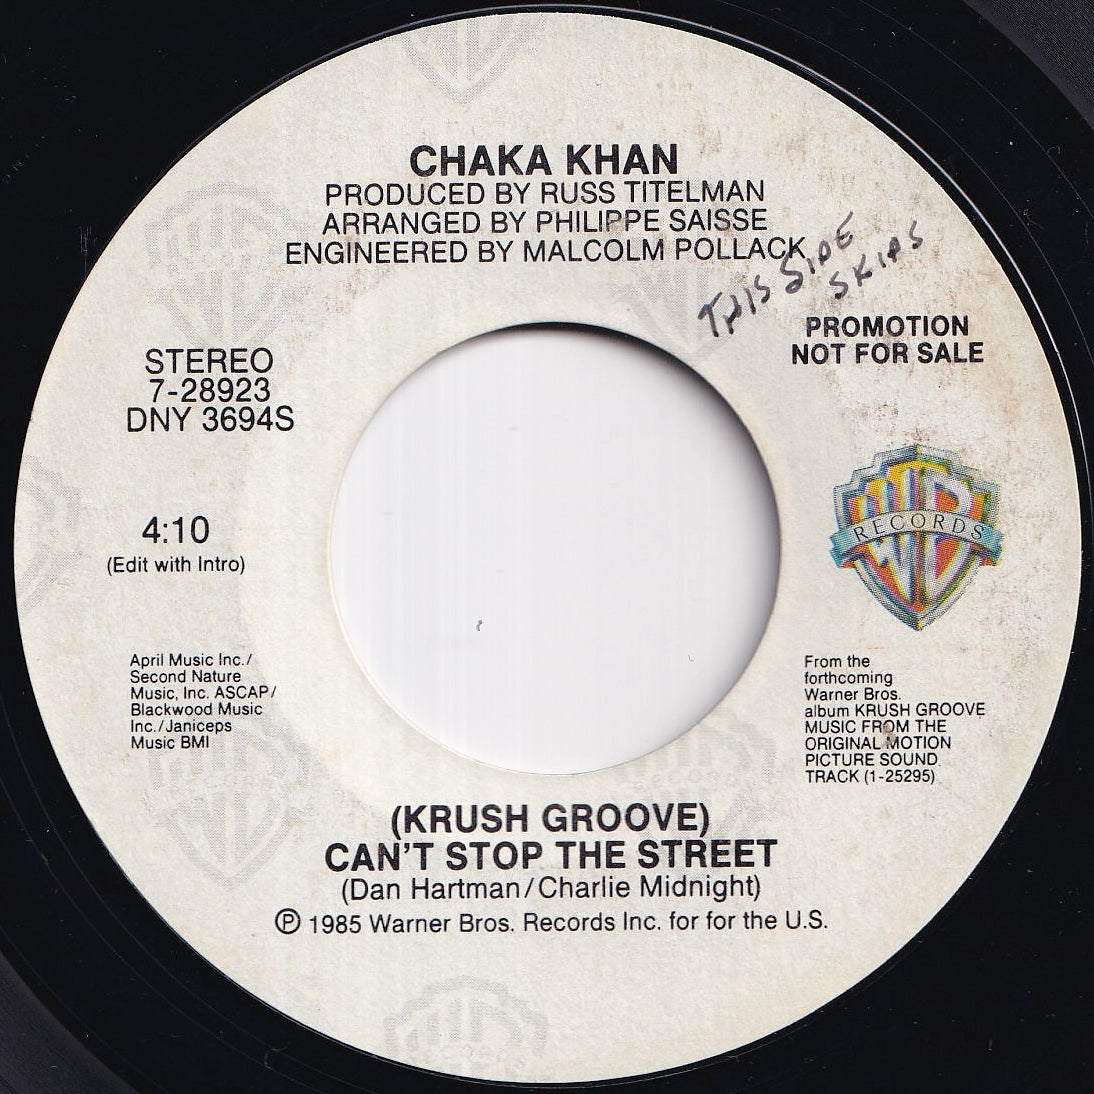 CHAKA KHAN
PRODUCED BY RUSS TITELMAN
ARRANGED BY PHILIPPE SAISSE
ENGINEERED BY MALCOLM POLLACK
THIS SIDE
SKIPS
PROMOTION
NOT FOR SALE
STEREO
7-28923
DNY 3694S
4:10
(Edit with Intro)
WB
RECORDS
April Music Inc./
Second Nature
Music, Inc. ASCAP/
Blackwood Music
Inc./Janiceps
Music BMI
From the
forthcoming
Warner Bros.
album KRUSH GROOVE
MUSIC FROM THE
ORIGINAL MOTION
PICTURE SOUND
TRACK (1-25295)
(KRUSH GROOVE)
CAN'T STOP THE STREET
(Dan Hartman/Charlie Midnight)
Ⓟ 1985 Warner Bros. Records Inc. for for the U.S.